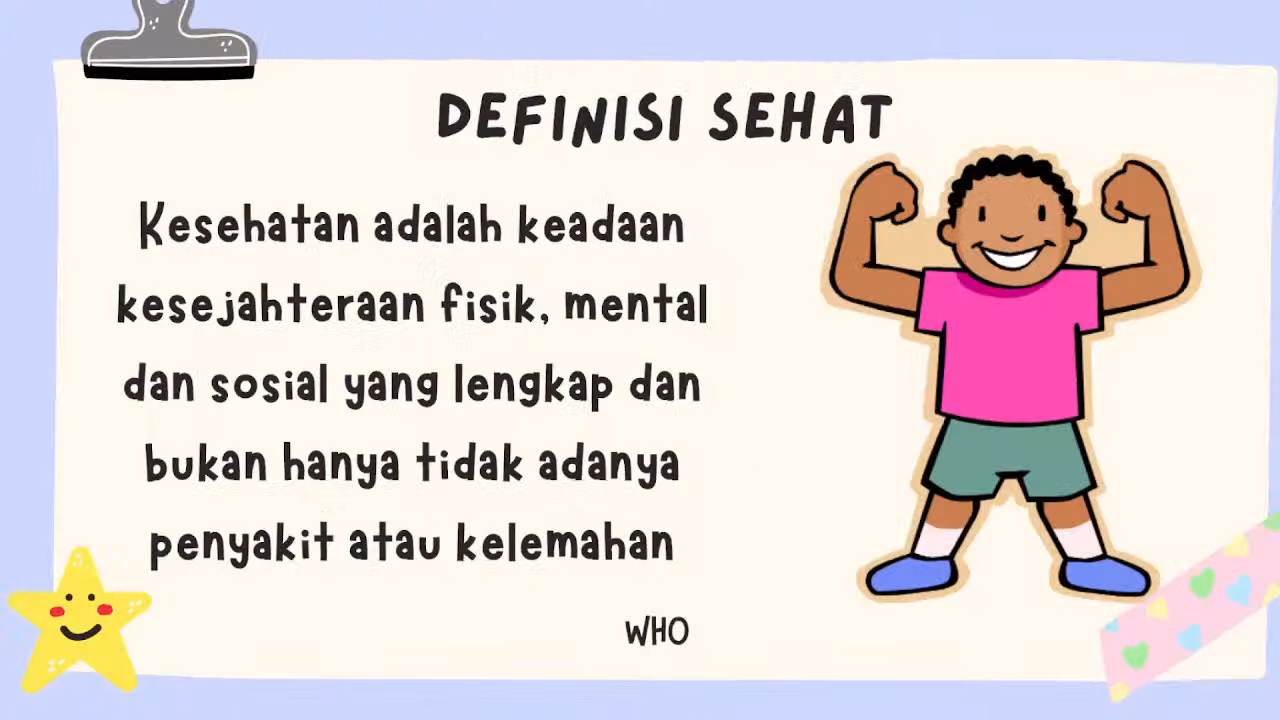 DEFINISI SEHAT
Kesehatan adalah keadaan
kesejahteraan fisik, mental
dan sosial yang lengkap dan
bukan hanya tidak adanya
penyakit atau kelemahan
WHO